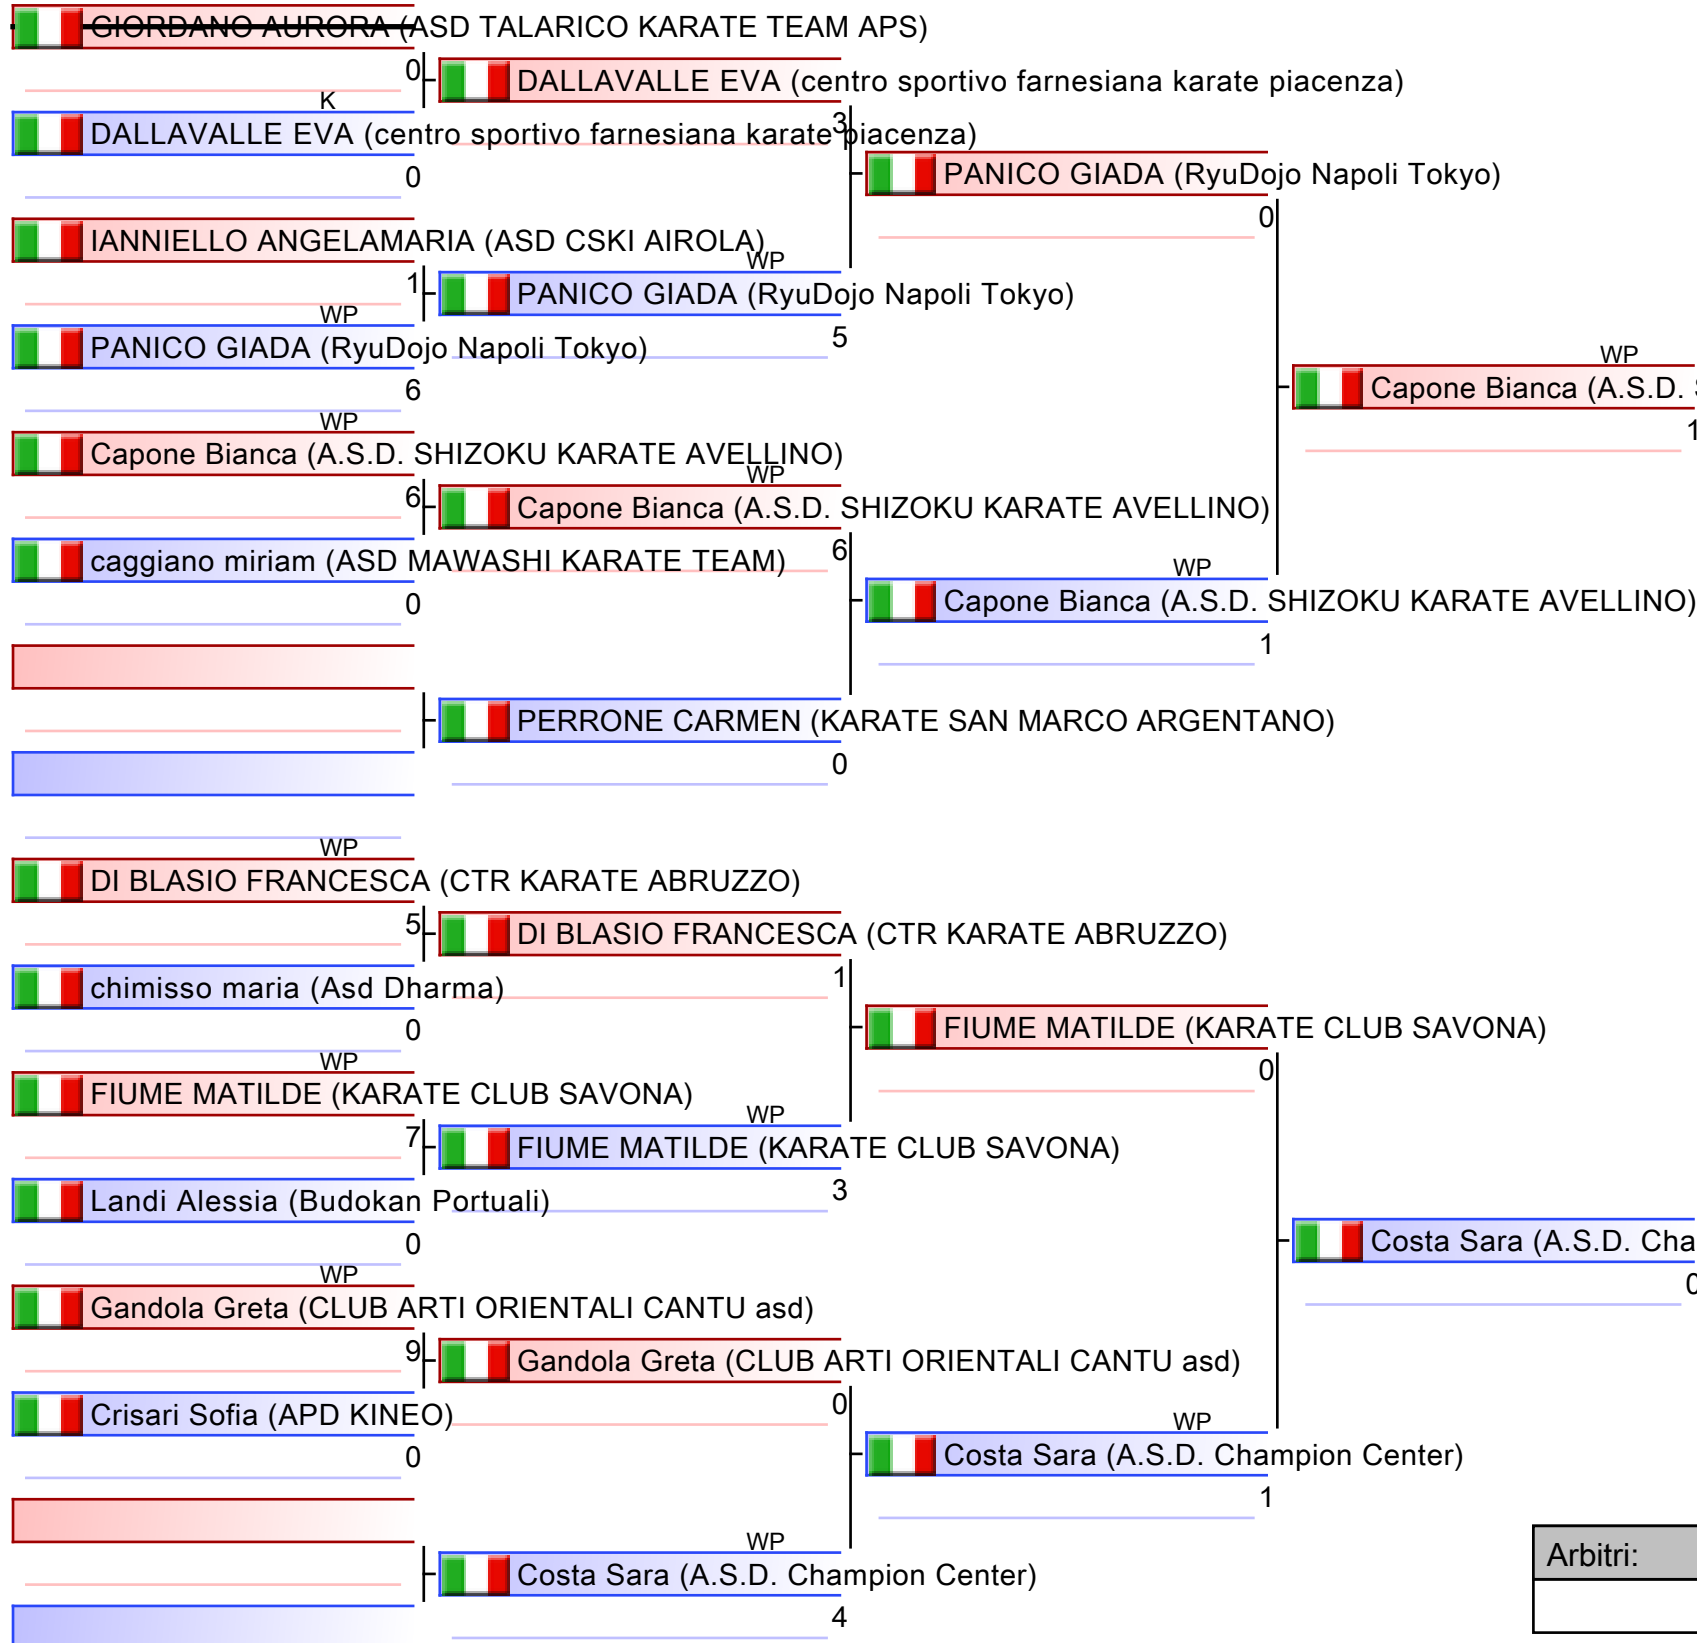 GIORDANO AURORA (ASD TALARICO KARATE TEAM APS)
0
DALLAVALLE EVA (centro sportivo farnesiana karate piacenza)
K
3
DALLAVALLE EVA (centro sportivo farnesiana karate piacenza)
PANICO GIADA (RyuDojo Napoli Tokyo)
0
0
IANNIELLO ANGELAMARIA (ASD CSKI AIROLA)
WP
1
PANICO GIADA (RyuDojo Napoli Tokyo)
WP
5
PANICO GIADA (RyuDojo Napoli Tokyo)
WP
Capone Bianca (A.S.D.
6
1
WP
Capone Bianca (A.S.D. SHIZOKU KARATE AVELLINO)
WP
6
Capone Bianca (A.S.D. SHIZOKU KARATE AVELLINO)
6
caggiano miriam (ASD MAWASHI KARATE TEAM)
WP
0
Capone Bianca (A.S.D. SHIZOKU KARATE AVELLINO)
1
PERRONE CARMEN (KARATE SAN MARCO ARGENTANO)
0
WP
DI BLASIO FRANCESCA (CTR KARATE ABRUZZO)
5
DI BLASIO FRANCESCA (CTR KARATE ABRUZZO)
1
chimisso maria (Asd Dharma)
0
FIUME MATILDE (KARATE CLUB SAVONA)
0
WP
FIUME MATILDE (KARATE CLUB SAVONA)
WP
7
FIUME MATILDE (KARATE CLUB SAVONA)
3
Landi Alessia (Budokan Portuali)
0
Costa Sara (A.S.D. Cha
0
WP
Gandola Greta (CLUB ARTI ORIENTALI CANTU asd)
9
Gandola Greta (CLUB ARTI ORIENTALI CANTU asd)
0
Crisari Sofia (APD KINEO)
WP
0
Costa Sara (A.S.D. Champion Center)
1
WP
Arbitri:
Costa Sara (A.S.D. Champion Center)
4